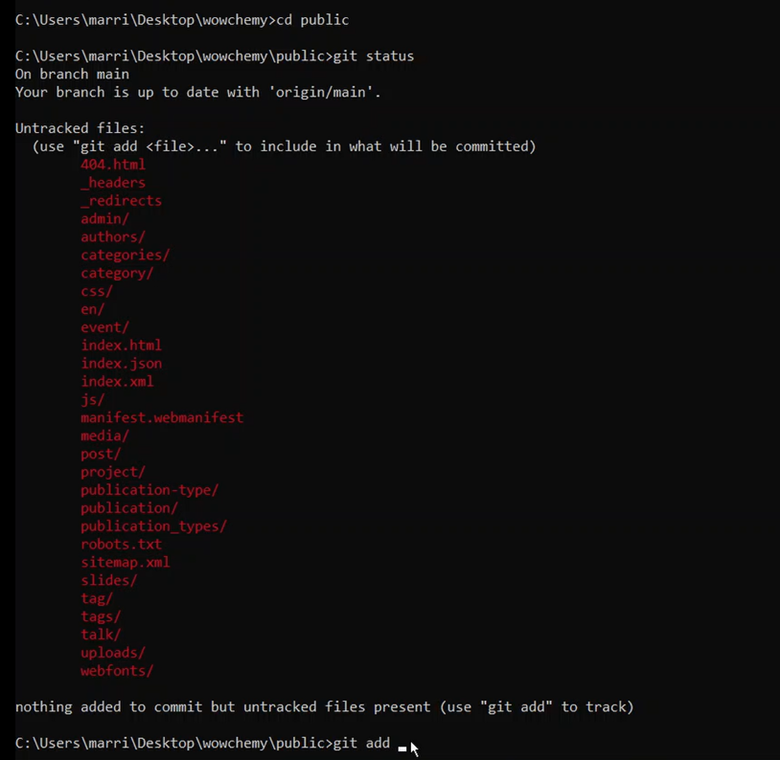 C:\Users\marri\Desktop\wowchemy>cd public
C:\Users\marri\Desktop\wowchemy\public>git status
On branch main
Your branch is up to date with 'origin/main'.
Untracked files:
(use "git add <file>..." to include in what will be committed)
404.html
_headers
_redirects
admin/
authors/
categories/
category/
css/
en/
event/
index.html
index.json
index.xml
js/
manifest.webmanifest
media/
post/
project/
publication-type/
publication/
publication_types/
robots.txt
sitemap.xml
slides/
tag/
tags/
talk/
uploads/
webfonts/
nothing added to commit but untracked files present (use "git add" to track)
C:\Users\marri\Desktop\wowchemy\public>git add